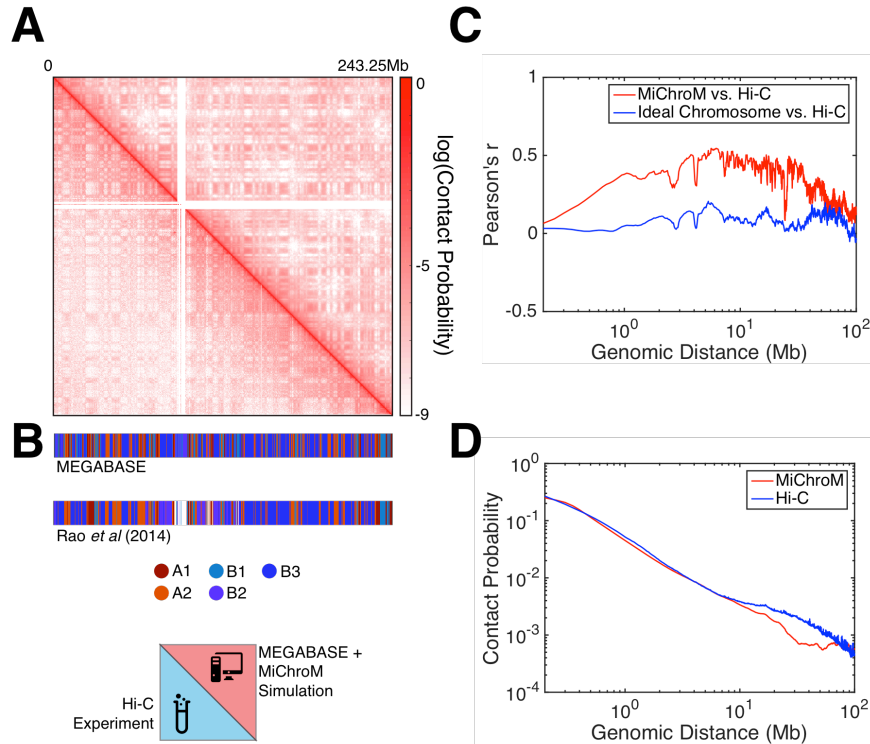 A
0
243.25Mb
0
-5
-9
log(Contact Probability)
B
MEGABASE
Rao et al (2014)
A1
B1
B3
A2
B2
Hi-C
Experiment
MEGABASE +
MiChroM
Simulation
C
1
0.5
0
-0.5
Pearson's r
MiChroM vs. Hi-C
Ideal Chromosome vs. Hi-C
10^0
10^1
10^2
Genomic Distance (Mb)
D
10^0
10^-1
10^-2
10^-3
10^-4
Contact Probability
MiChroM
Hi-C
10^0
10^1
10^2
Genomic Distance (Mb)